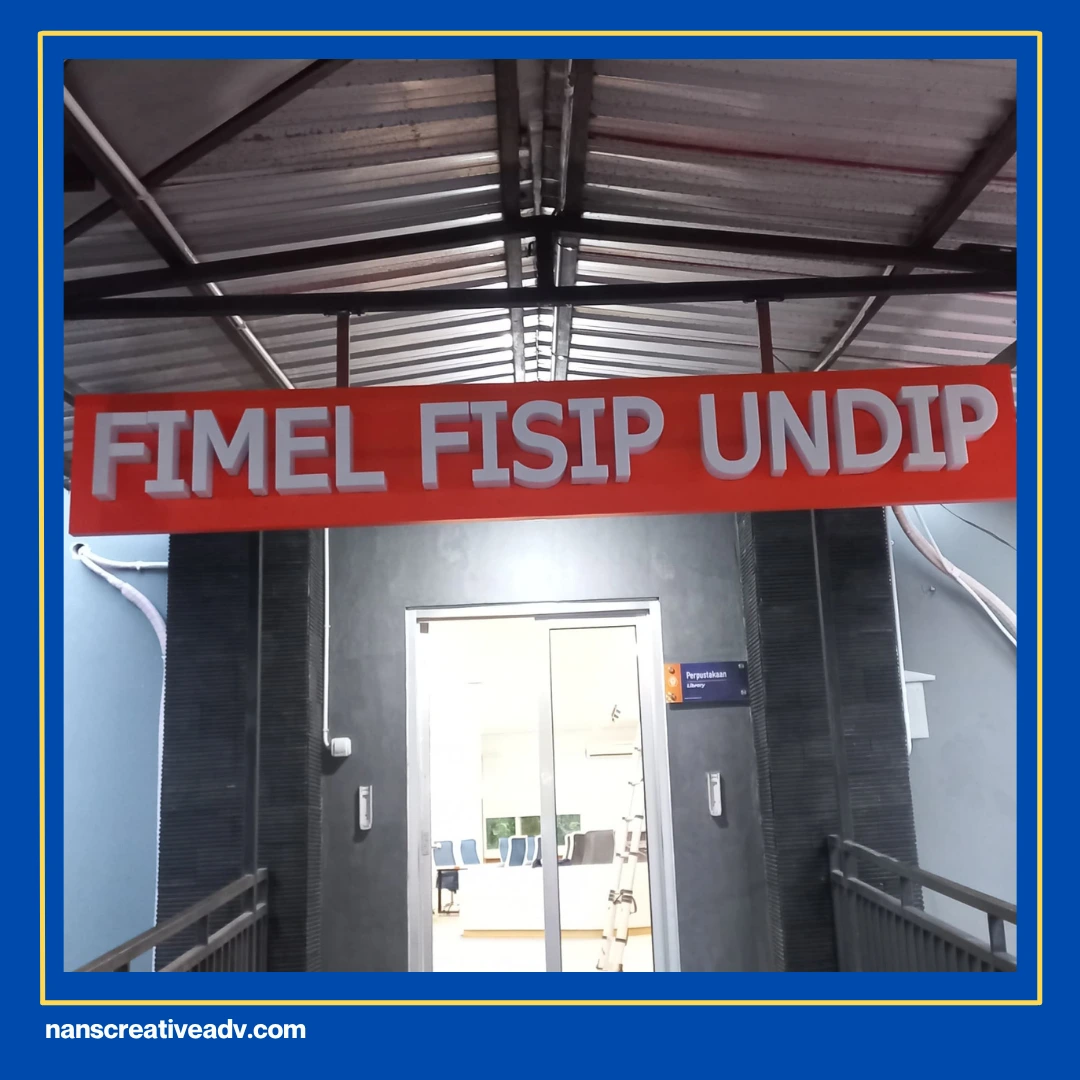 FIMEL FISIP UNDIP
Perpustakaan
Library
nanscreativeadv.com